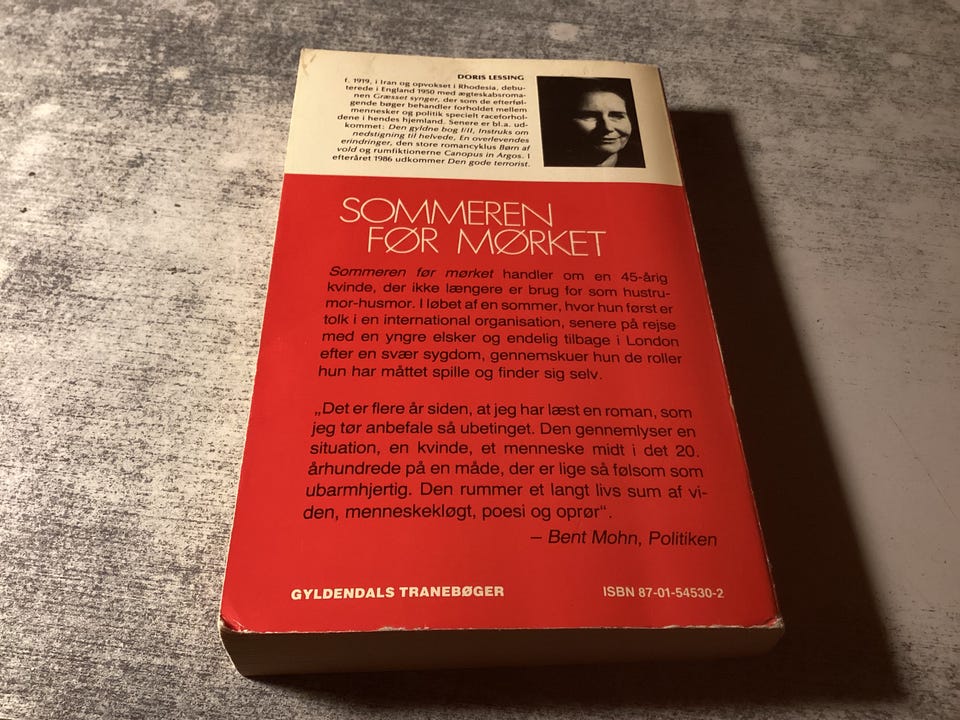 DORIS LESSING
f. 1919, i Iran og opvokset i Rhodesia, debu-
terede i England 1950 med ægteskabsroma-
nen Græsset synger, der som de efterføl-
gende bøger behandler forholdet mellem
mennesker og politik specielt raceforhol-
dene i hendes hjemland. Senere er bl.a. ud-
kommet: Den gyldne bog I/II, Instruks om
nedstigning til helvede, En overlevendes
erindringer, den store romancyklus Børn af
vold og rumfiktionerne Canopus in Argos. I
efteråret 1986 udkommer Den gode terrorist.
SOMMEREN
FØR MØRKET
Sommeren før mørket handler om en 45-årig
kvinde, der ikke længere er brug for som hustru-
mor-husmor. I løbet af en sommer, hvor hun først er
tolk i en international organisation, senere på rejse
med en yngre elsker og endelig tilbage i London
efter en svær sygdom, gennemskuer hun de roller
hun har måttet spille og finder sig selv.
„Det er flere år siden, at jeg har læst en roman, som
jeg tør anbefale så ubetinget. Den gennemlyser en
situation, en kvinde, et menneske midt i det 20.
århundrede på en måde, der er lige så følsom som
ubarmhjertig. Den rummer et langt livs sum af vi-
den, menneskekløgt, poesi og oprør“.
– Bent Mohn, Politiken
GYLDENDALS TRANEBØGER
ISBN 87-01-54530-2